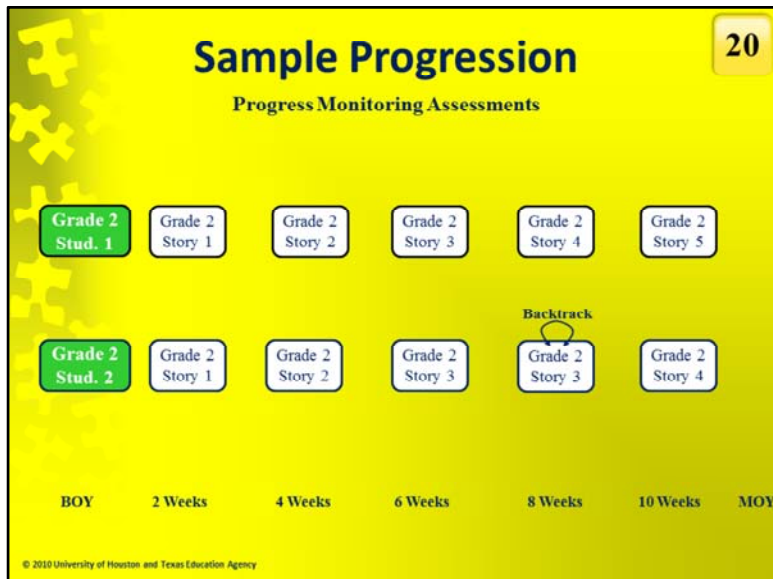 Sample Progression
20
Progress Monitoring Assessments
Grade 2
Stud. 1
Grade 2
Story 1
Grade 2
Story 2
Grade 2
Story 3
Grade 2
Story 4
Grade 2
Story 5
Backtrack
Grade 2
Stud. 2
Grade 2
Story 1
Grade 2
Story 2
Grade 2
Story 3
Grade 2
Story 3
Grade 2
Story 4
BOY
2 Weeks
4 Weeks
6 Weeks
8 Weeks
10 Weeks
MOY
© 2010 University of Houston and Texas Education Agency